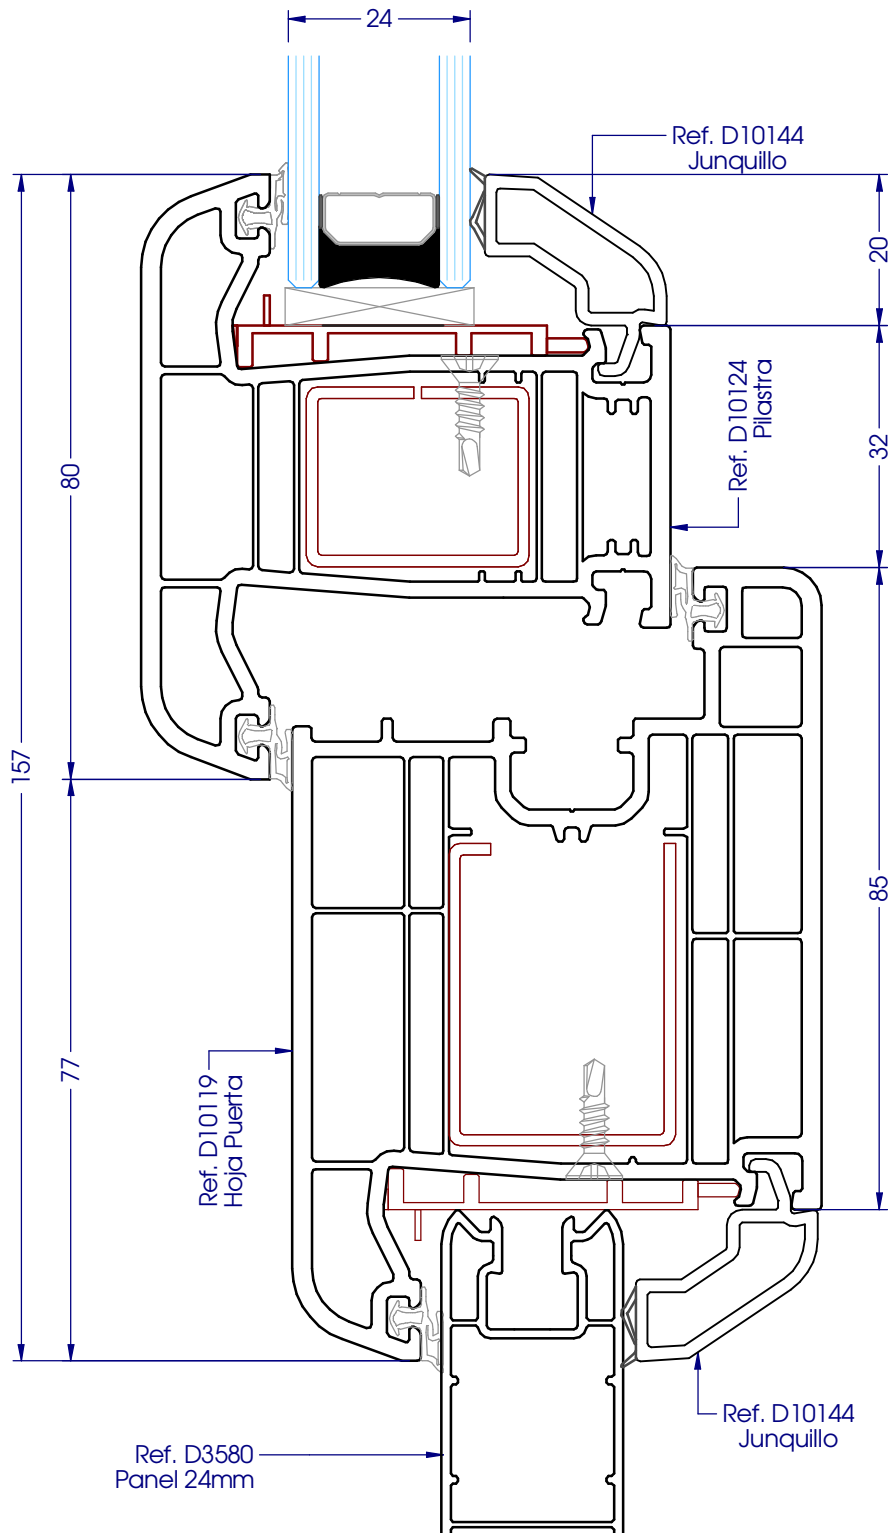 24
Ref. D10144
Junquillo
20
Ref. D10124
Pilastra
32
80
157
85
77
Ref. D10119
Hoja Puerta
Ref. D10144
Junquillo
Ref. D3580
Panel 24mm